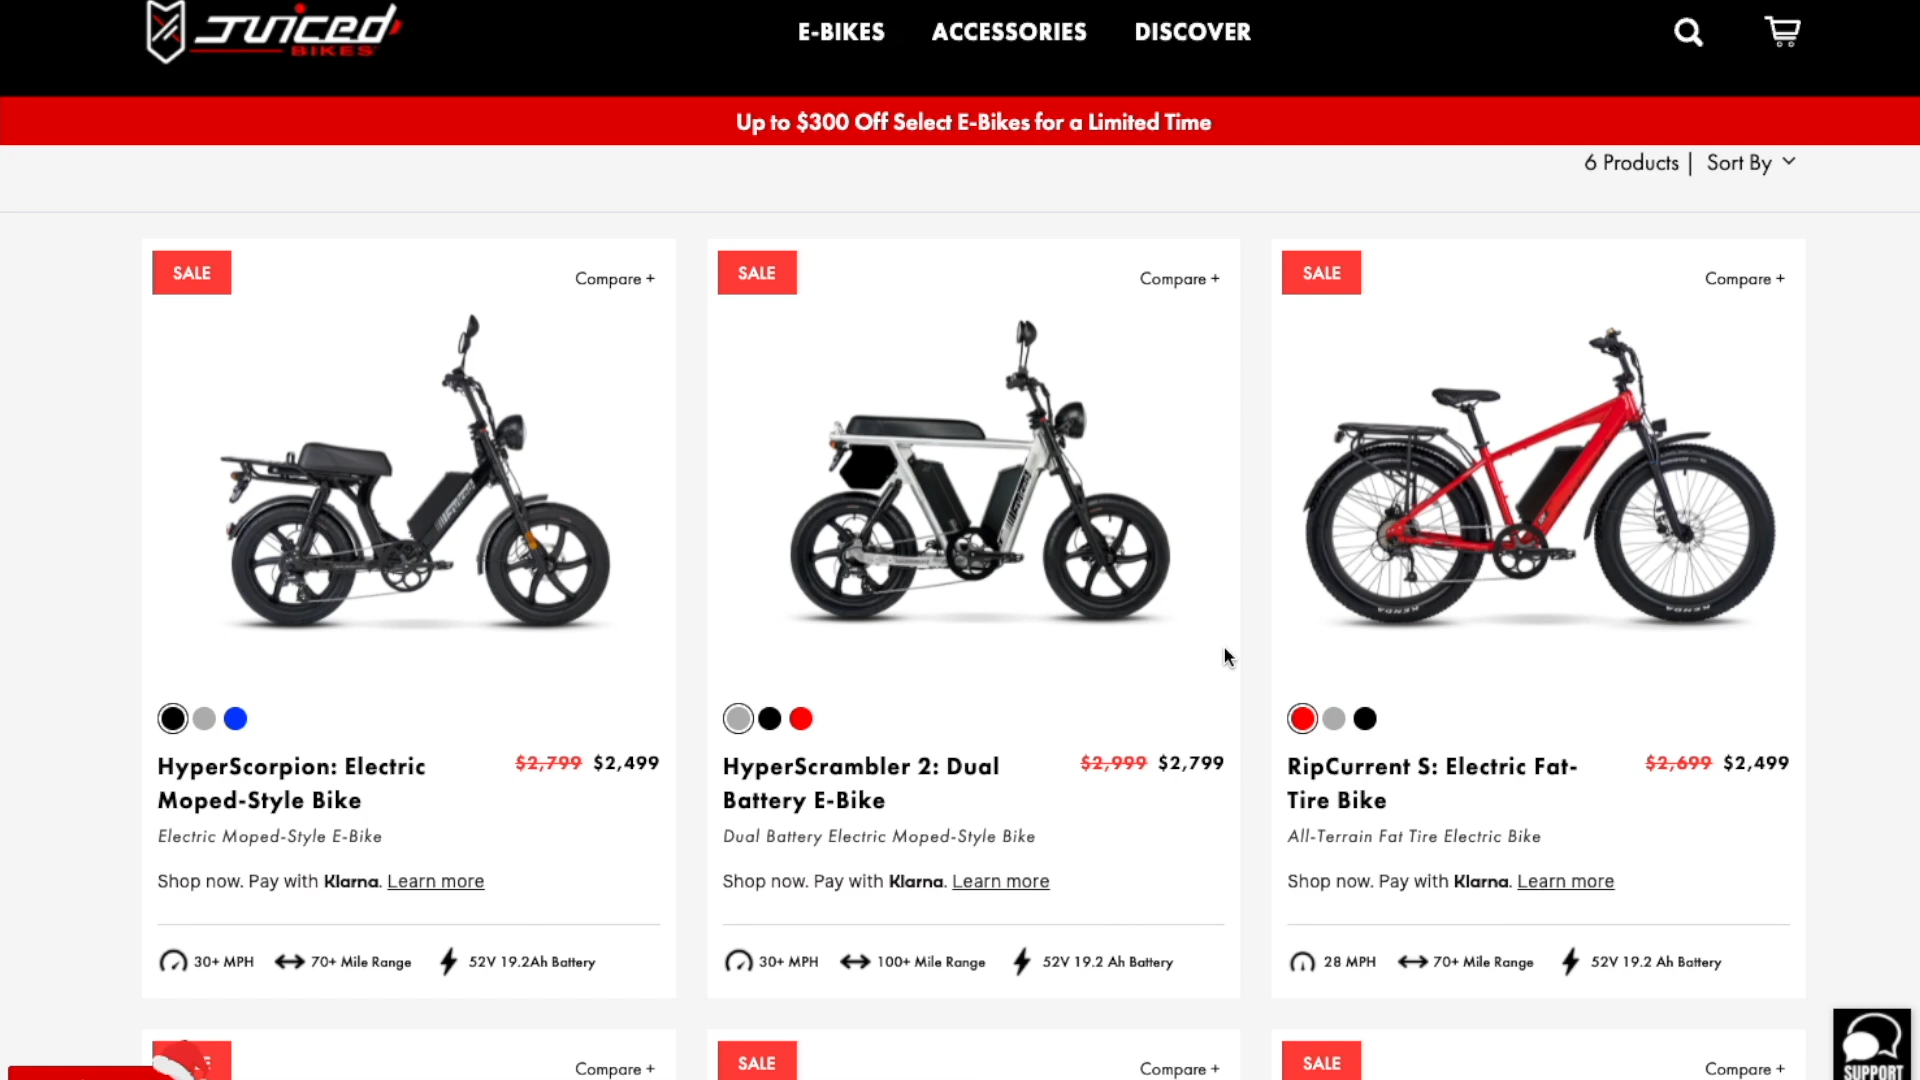 JUICED
BIKES
E-BIKES
ACCESSORIES
DISCOVER
Up to $300 Off Select E-Bikes for a Limited Time
6 Products | Sort By
SALE
Compare +
HyperScorpion: Electric
Moped-Style Bike
$2,799 $2,499
Electric Moped-Style E-Bike
Shop now. Pay with Klarna. Learn more
30+ MPH
70+ Mile Range
52V 19.2Ah Battery
SALE
Compare +
HyperScrambler 2: Dual
Battery E-Bike
$2,999 $2,799
Dual Battery Electric Moped-Style Bike
Shop now. Pay with Klarna. Learn more
30+ MPH
100+ Mile Range
52V 19.2 Ah Battery
SALE
Compare +
KENDA
KENDA
RipCurrent S: Electric Fat-
Tire Bike
$2,699 $2,499
All-Terrain Fat Tire Electric Bike
Shop now. Pay with Klarna. Learn more
28 MPH
70+ Mile Range
52V 19.2 Ah Battery
Compare +
SALE
Compare +
SALE
Compare +
SUPPORT